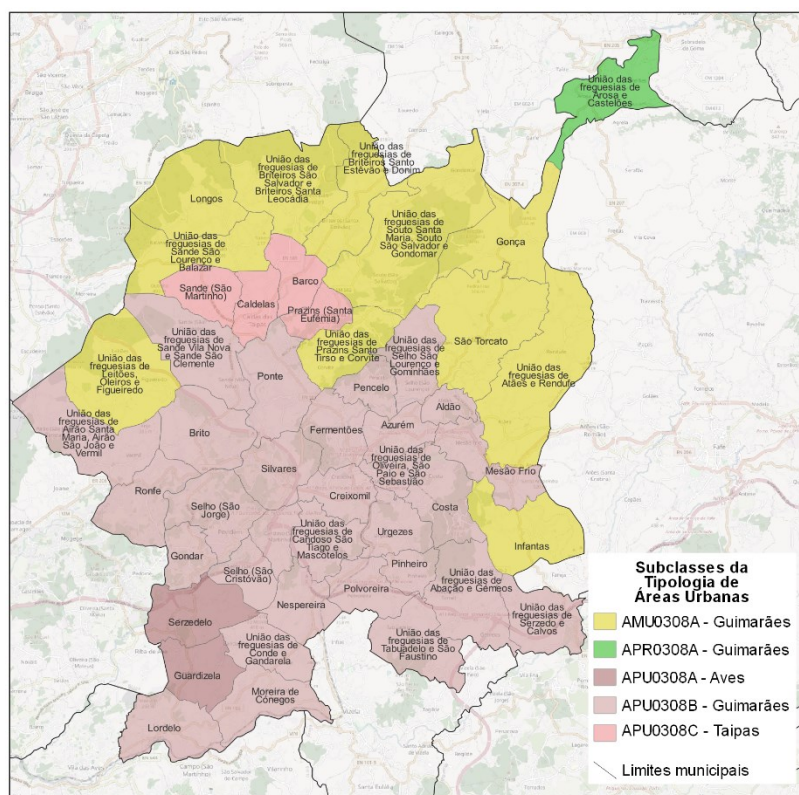 União das
freguesias de
Arosa e
Castelões
União das
freguesias de
Briteiros Santo
Estêvão e Donim
União das
freguesias de
Briteiros São
Salvador e
Briteiros Santa
Leocádia
Longos
União das
freguesias de
Souto Santa
Maria, Souto
São Salvador e
Gondomar
Gonça
União das
freguesias de
Sande São
Lourenço e
Balazar
Barco
Sande (São
Martinho)
Caldelas
Prazins (Santa
Eufémia)
União das
freguesias de
Sande Vila Nova
e Sande São
Clemente
União das
freguesias de
Prazins Santo
Tirso e Corvite
União das
freguesias de
Selho São
Lourenço e
Gominhães
São Torcato
União das
freguesias de
Leitões,
Oleiros e
Figueiredo
Ponte
União das
freguesias de
Atães e Rendufe
Pencelo
Aldão
União das
freguesias de
Airão Santa
Maria, Airão
São João e
Vermil
Brito
Fermentões
Azurém
União das
freguesias de
Oliveira, São
Paio e São
Sebastião
Mesão Frio
Silvares
Ronfe
Creixomil
Selho (São
Jorge)
Costa
União das
freguesias de
Candoso São
Tiago e
Mascotelos
Urgezes
Infantas
Gondar
Selho (São
Cristóvão)
Pinheiro
União das
freguesias de
Abação e Gémeos
Polvoreira
Nespereira
Serzedelo
União das
freguesias de
Serzedo e
Calvos
União das
freguesias de
Conde e
Gandarela
União das
freguesias de
Tabuadelo e São
Faustino
Guardizela
Moreira de
Cónegos
Lordelo
Subclasses da
Tipologia de
Áreas Urbanas
AMU0308A - Guimarães
APR0308A - Guimarães
APU0308A - Aves
APU0308B - Guimarães
APU0308C - Taipas
Limites municipais